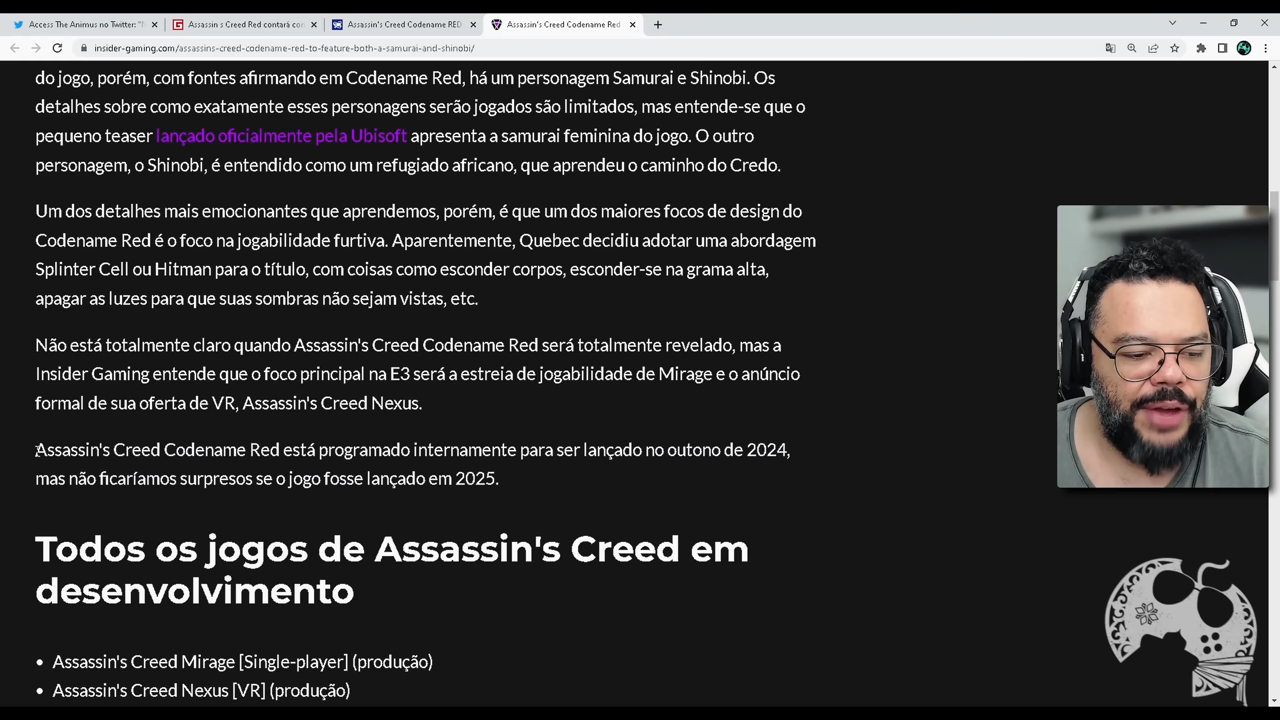 Access The Animus no Twitter: "I
Assassin s Creed Red contará con
Assassin's Creed Codename RED
Assassin's Creed Codename Red
insider-gaming.com/assassins-creed-codename-red-to-feature-both-a-samurai-and-shinobi/
do jogo, porém, com fontes afirmando em Codename Red, há um personagem Samurai e Shinobi. Os
detalhes sobre como exatamente esses personagens serão jogados são limitados, mas entende-se que o
pequeno teaser lançado oficialmente pela Ubisoft apresenta a samurai feminina do jogo. O outro
personagem, o Shinobi, é entendido como um refugiado africano, que aprendeu o caminho do Credo.
Um dos detalhes mais emocionantes que aprendemos, porém, é que um dos maiores focos de design do
Codename Red é o foco na jogabilidade furtiva. Aparentemente, Quebec decidiu adotar uma abordagem
Splinter Cell ou Hitman para o título, com coisas como esconder corpos, esconder-se na grama alta,
apagar as luzes para que suas sombras não sejam vistas, etc.
Não está totalmente claro quando Assassin's Creed Codename Red será totalmente revelado, mas a
Insider Gaming entende que o foco principal na E3 será a estreia de jogabilidade de Mirage e o anúncio
formal de sua oferta de VR, Assassin's Creed Nexus.
Assassin's Creed Codename Red está programado internamente para ser lançado no outono de 2024,
mas não ficaríamos surpresos se o jogo fosse lançado em 2025.
Todos os jogos de Assassin's Creed em
desenvolvimento
• Assassin's Creed Mirage [Single-player] (produção)
• Assassin's Creed Nexus [VR] (produção)